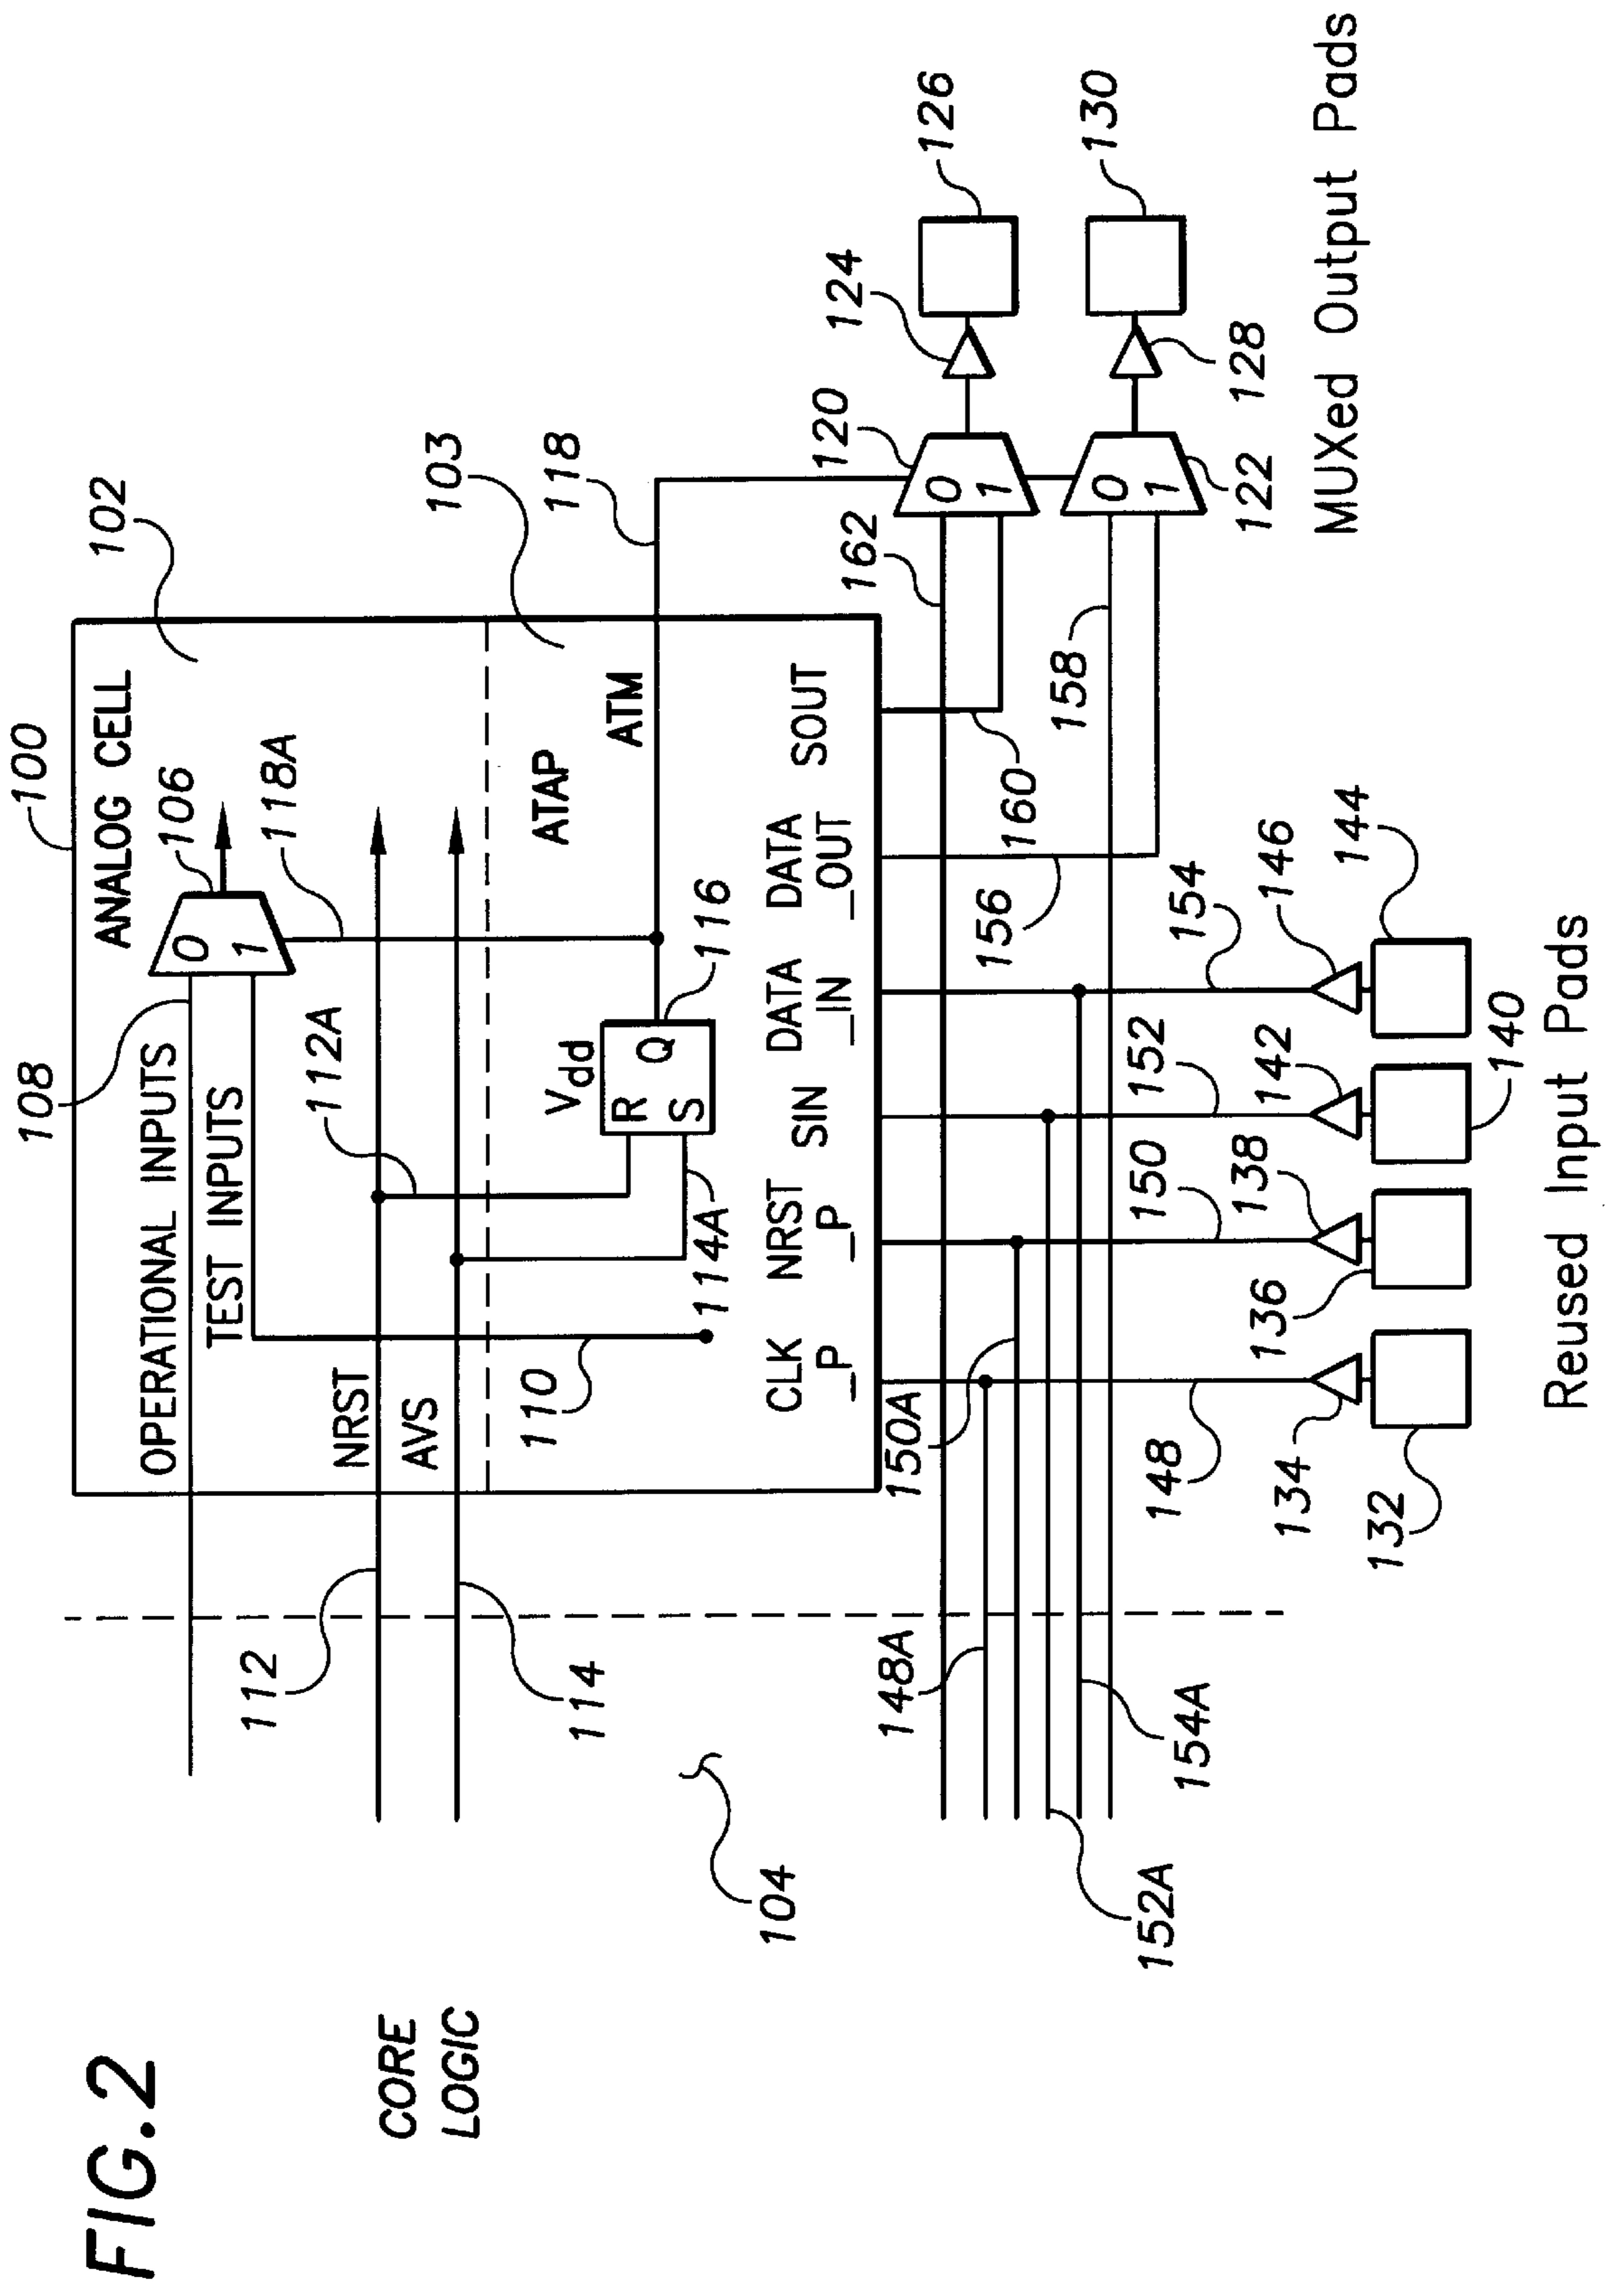 FIG.2
100
102
ANALOG CELL
106
108
OPERATIONAL INPUTS
0
1
118A
TEST INPUTS
112A
103
NRST
112
AVS
114
CORE
LOGIC
ATAP
118
ATM
110
Vdd
R
Q
S
116
114A
104
CLK
_P
NRST
_P
SIN
DATA
_IN
DATA
_OUT
SOUT
120
124
126
0
1
162
150A
148A
160
158
156
0
1
122
128
130
154
146
144
152
142
140
150
138
136
148
134
132
154A
152A
MUXed Output Pads
Reused Input Pads